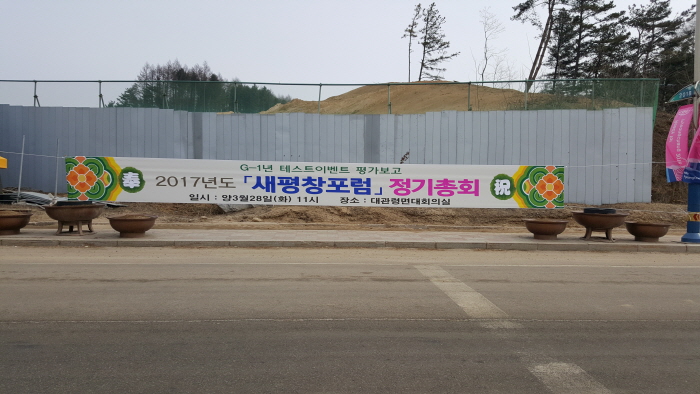 G-1년 테스트이벤트 평가보고
奉 2017년도 「새평창포럼」 정기총회 祝
일시 : 양3월28일(화) 11시 장소 : 대관령면대회의실